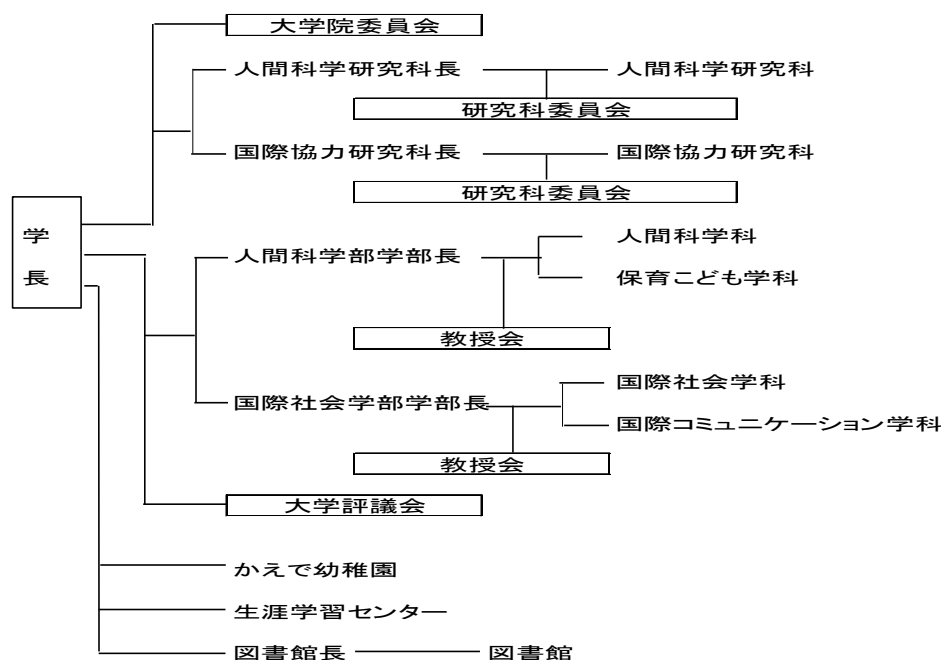 大学院委員会
人間科学研究科長 人間科学研究科
研究科委員会
国際協力研究科長 国際協力研究科
研究科委員会
学長
人間科学部学部長
人間科学科
保育こども学科
教授会
国際社会学部学部長
国際社会学科
国際コミュニケーション学科
教授会
大学評議会
かえで幼稚園
生涯学習センター
図書館長 図書館